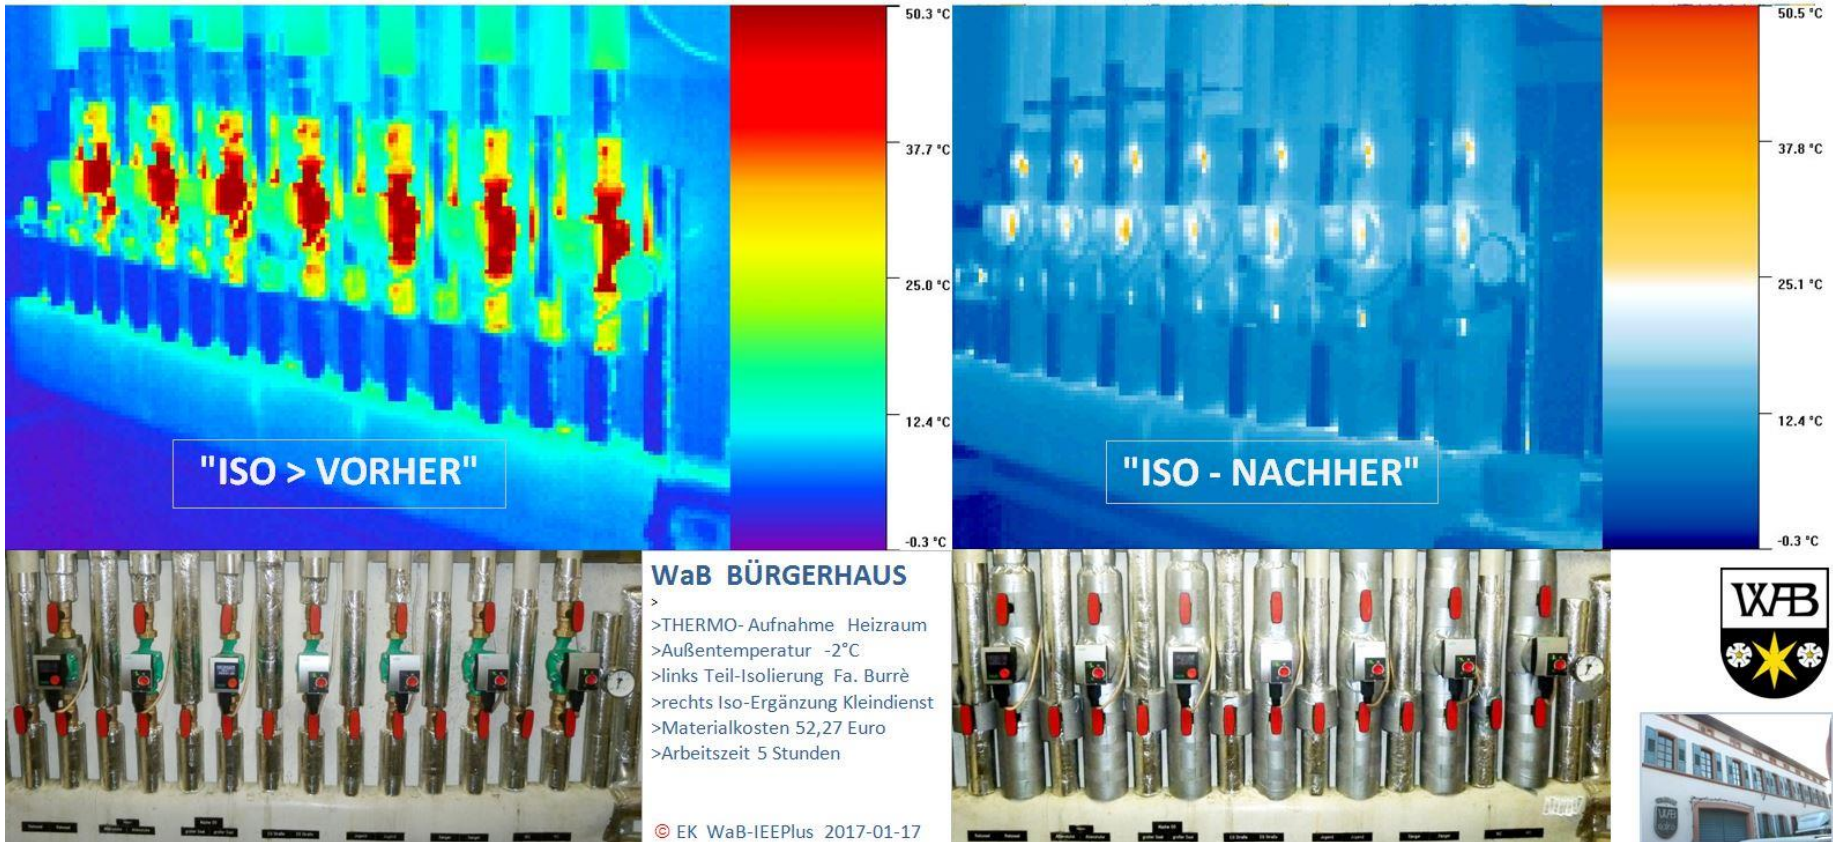 50.3 °C
37.7 °C
25.0 °C
12.4 °C
-0.3 °C
"ISO > VORHER"
50.5 °C
37.8 °C
25.1 °C
12.4 °C
-0.3 °C
"ISO - NACHHER"
WaB BÜRGERHAUS
>
>THERMO- Aufnahme Heizraum
>Außentemperatur -2°C
>links Teil-Isolierung Fa. Burrè
>rechts Iso-Ergänzung Kleindienst
>Materialkosten 52,27 Euro
>Arbeitszeit 5 Stunden
© EK WaB-IEEPlus 2017-01-17
WAB